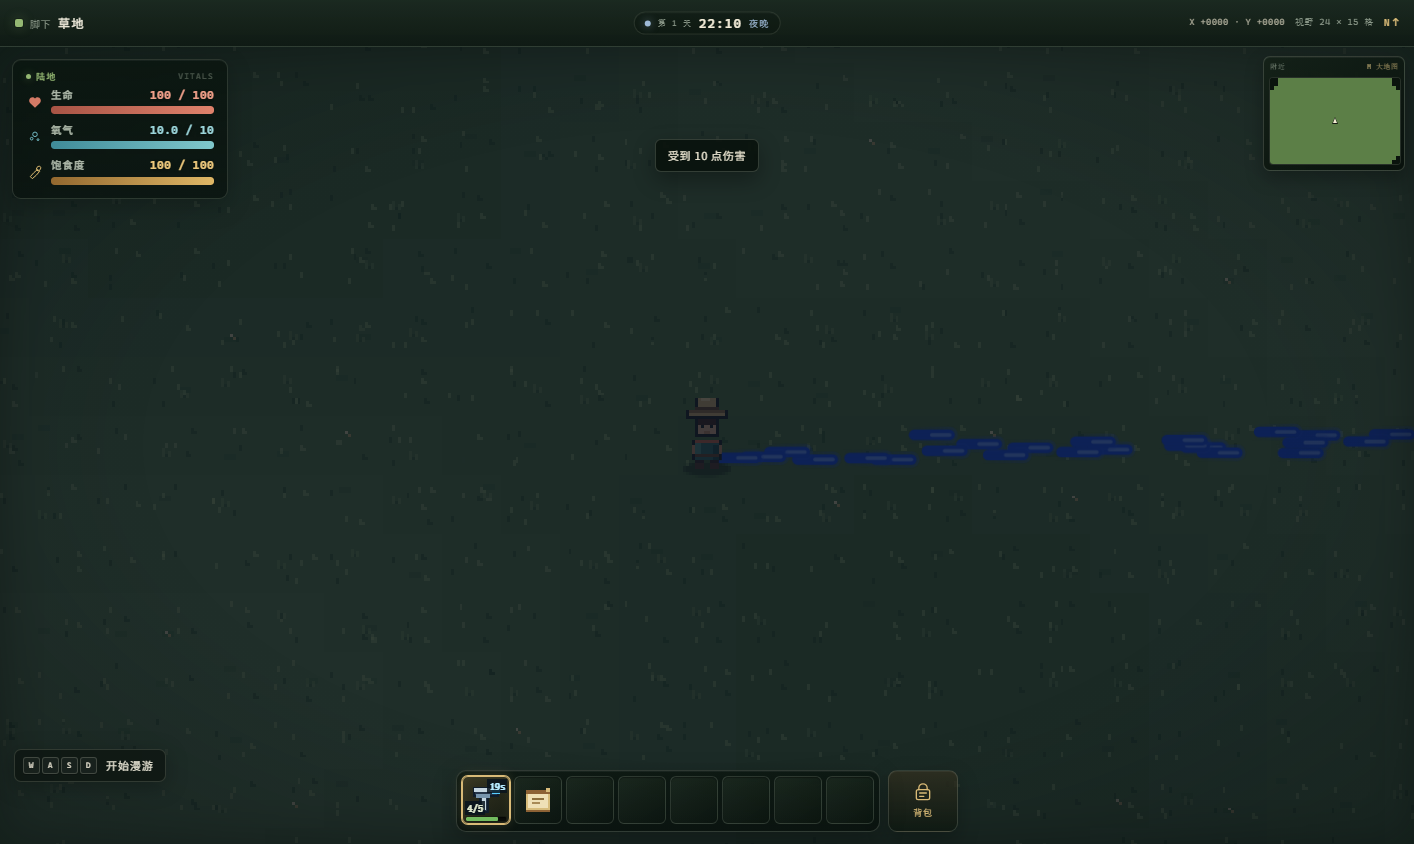 脚下 草地
第 1 天 22:10 夜晚
X +0000 · Y +0000 视野 24 × 15 格 N↑
陆地 VITALS
生命 100 / 100
氧气 10.0 / 10
饱食度 100 / 100
附近 M 大地图
受到 10 点伤害
W A S D 开始漫游
19s
4/5
背包